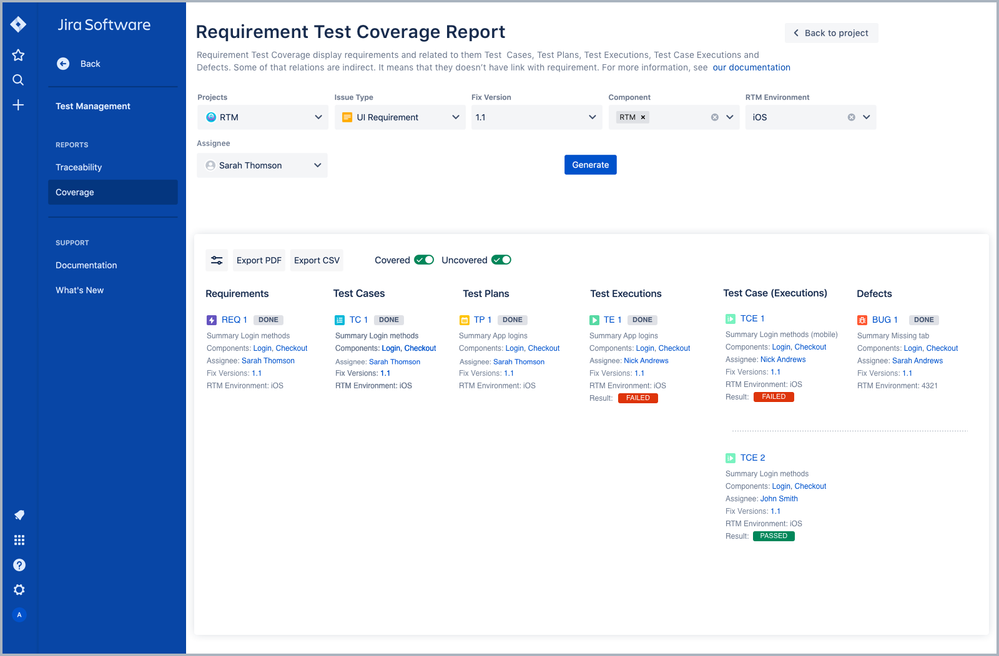 Jira Software
Back
Test Management
REPORTS
Traceability
Coverage
SUPPORT
Documentation
What's New
A
Requirement Test Coverage Report
Back to project
Requirement Test Coverage display requirements and related to them Test Cases, Test Plans, Test Executions, Test Case Executions and
Defects. Some of that relations are indirect. It means that they doesn't have link with requirement. For more information, see our documentation
Projects Issue Type Fix Version Component RTM Environment
RTM UI Requirement 1.1 RTM × iOS
Assignee
Sarah Thomson
Generate
Export PDF Export CSV Covered Uncovered
Requirements
REQ 1 DONE
Summary Login methods
Components: Login, Checkout
Assignee: Sarah Thomson
Fix Versions: 1.1
RTM Environment: iOS
Test Cases
TC 1 DONE
Summary Login methods
Components: Login, Checkout
Assignee: Sarah Thomson
Fix Versions: 1.1
RTM Environment: iOS
Test Plans
TP 1 DONE
Summary App logins
Components: Login, Checkout
Assignee: Sarah Thomson
Fix Versions: 1.1
RTM Environment: iOS
Test Executions
TE 1 DONE
Summary App logins
Components: Login, Checkout
Assignee: Nick Andrews
Fix Versions: 1.1
RTM Environment: iOS
Result: FAILED
Test Case (Executions)
TCE 1
Summary Login methods (mobile)
Components: Login, Checkout
Assignee: Nick Andrews
Fix Versions: 1.1
RTM Environment: iOS
Result: FAILED
TCE 2
Summary Login methods
Components: Login, Checkout
Assignee: John Smith
Fix Versions: 1.1
RTM Environment: iOS
Result: PASSED
Defects
BUG 1 DONE
Summary Missing tab
Components: Login, Checkout
Assignee: Sarah Andrews
Fix Versions: 1.1
RTM Environment: 4321